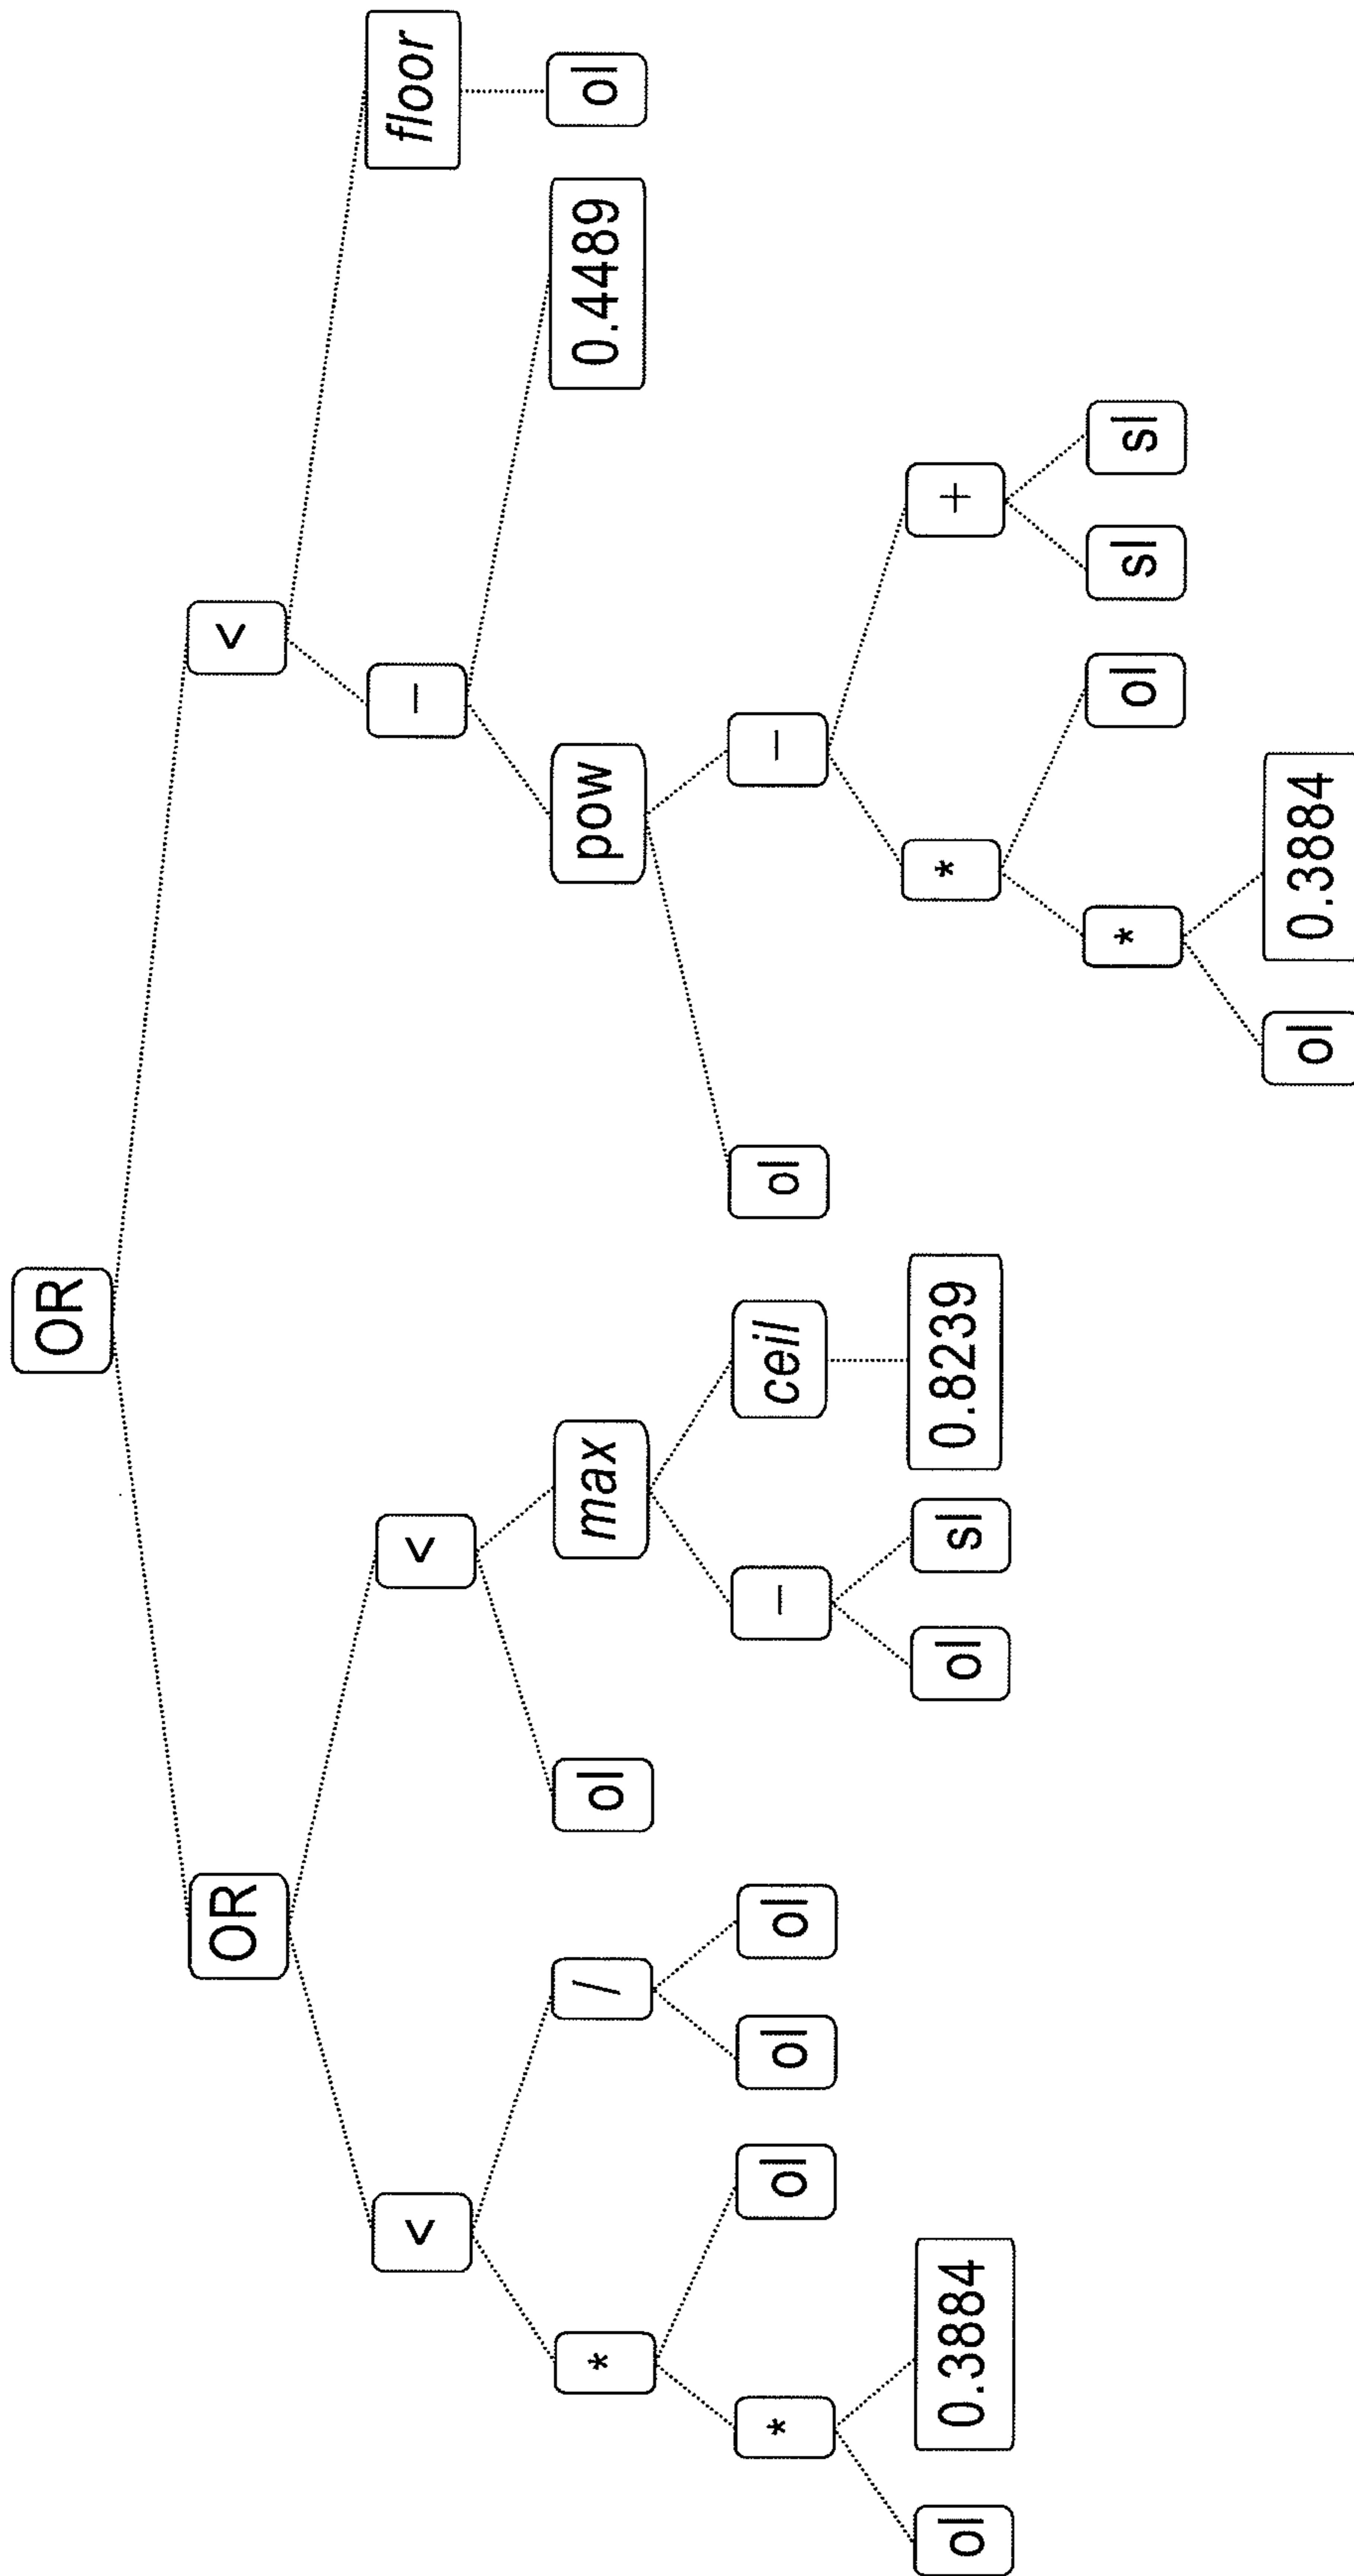 OR
OR <
< < − floor
* / ol max pow 0.4489 ol
* ol ol ol − ceil ol −
ol 0.3884 ol sl 0.8239 * +
* ol sl sl
ol 0.3884